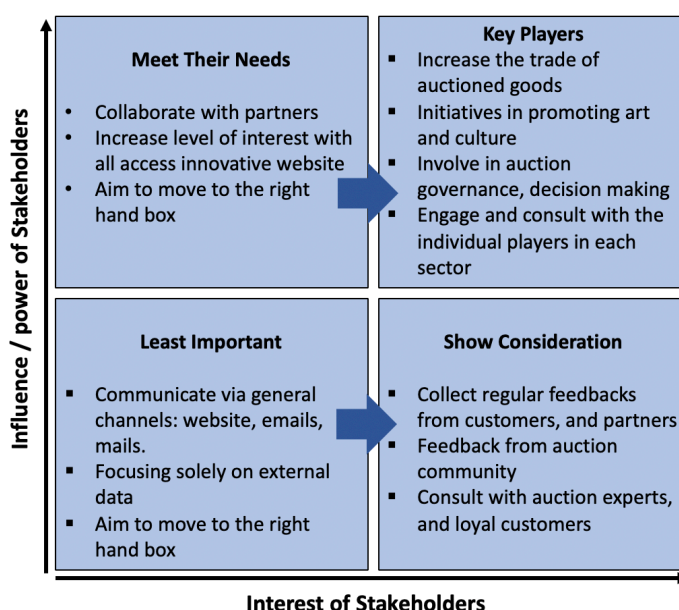 Influence / power of Stakeholders
Meet Their Needs
• Collaborate with partners
• Increase level of interest with
all access innovative website
• Aim to move to the right
hand box
Key Players
▪ Increase the trade of
auctioned goods
▪ Initiatives in promoting art
and culture
▪ Involve in auction
governance, decision making
▪ Engage and consult with the
individual players in each
sector
Least Important
▪ Communicate via general
channels: website, emails,
mails.
▪ Focusing solely on external
data
▪ Aim to move to the right
hand box
Show Consideration
▪ Collect regular feedbacks
from customers, and partners
▪ Feedback from auction
community
▪ Consult with auction experts,
and loyal customers
Interest of Stakeholders